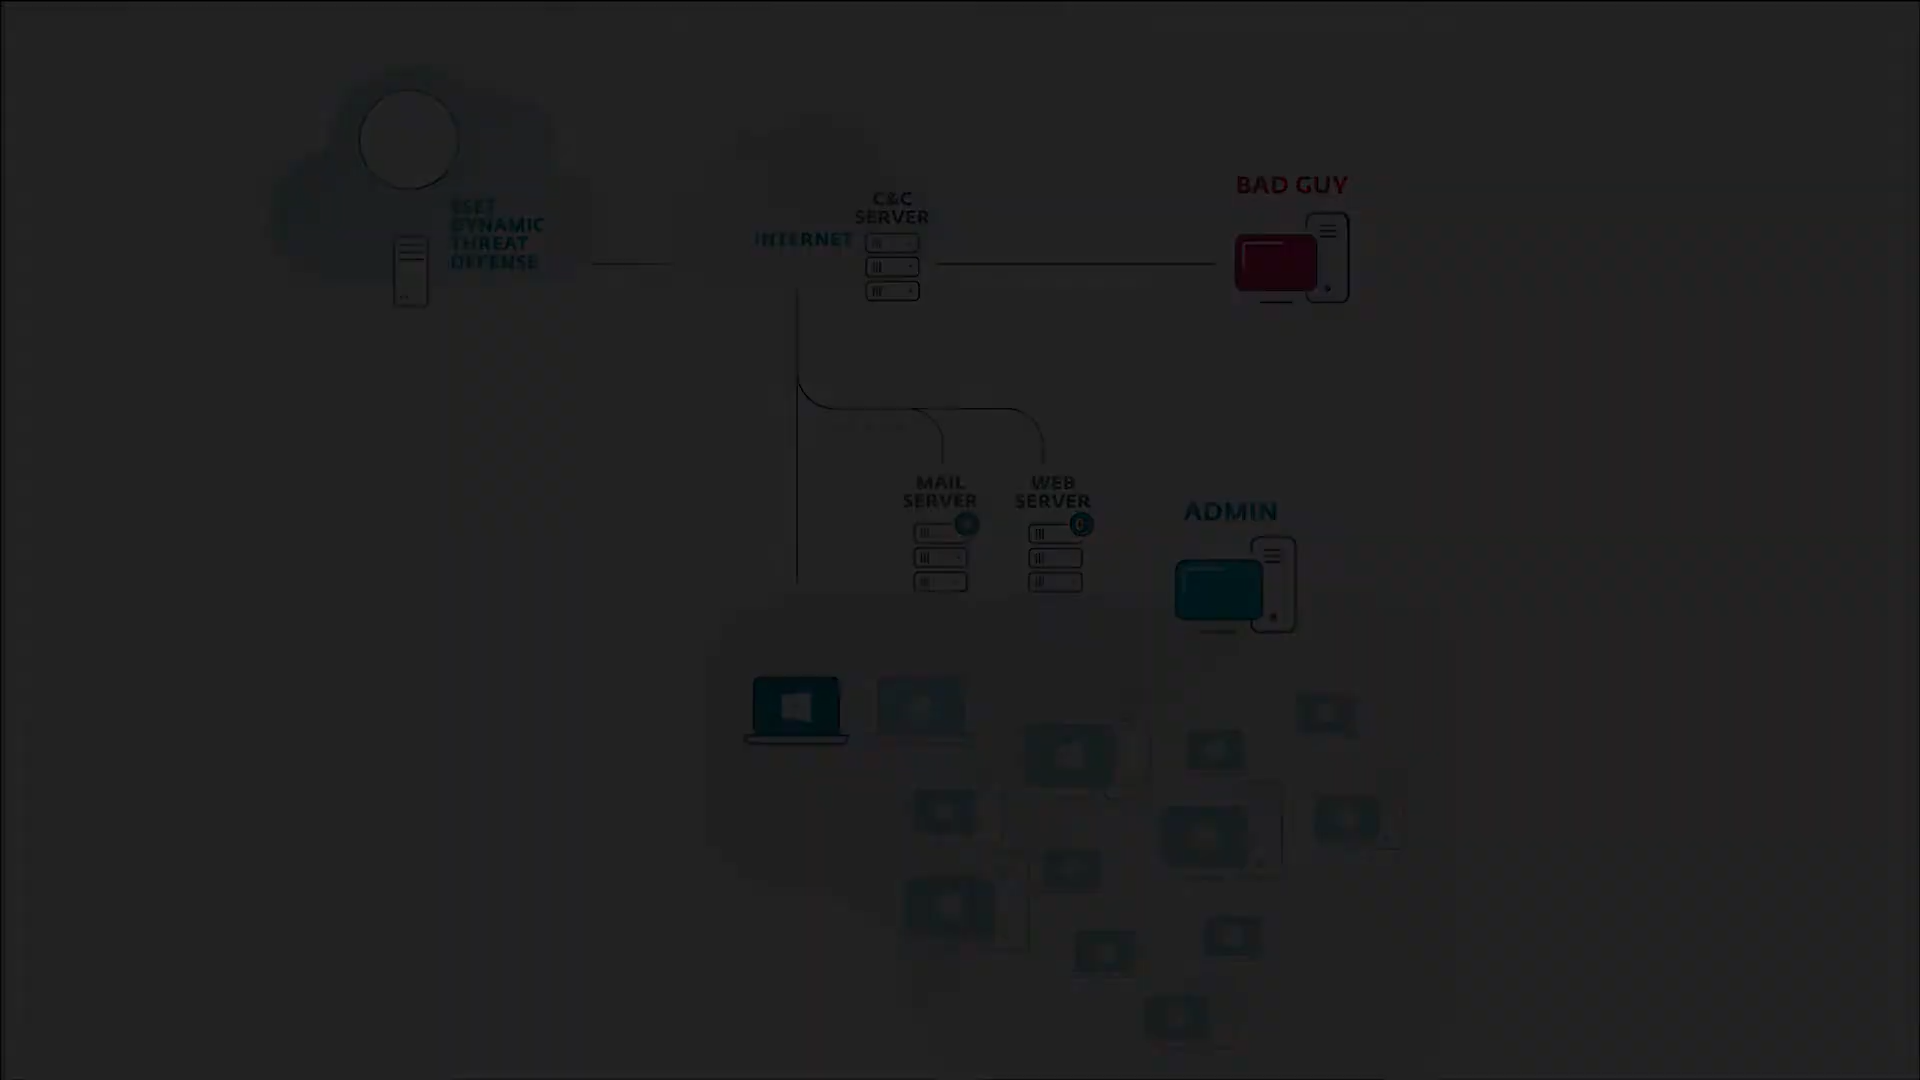 ESET
DYNAMIC
THREAT
DEFENSE
INTERNET
C&C
SERVER
BAD GUY
MAIL
SERVER
WEB
SERVER
ADMIN